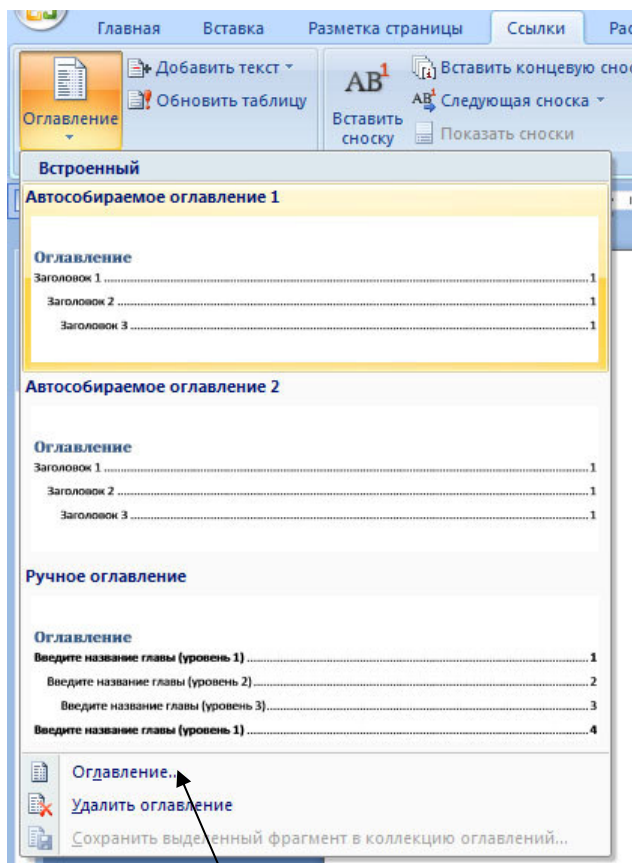 Главная Вставка Разметка страницы Ссылки Рас
Оглавление
Добавить текст
Обновить таблицу
AB1
Вставить сноску
Вставить концевую снос
AB1 Следующая сноска
Показать сноски
Встроенный
Автособираемое оглавление 1
Оглавление
Заголовок 1 ........ 1
Заголовок 2 ........ 1
Заголовок 3 ........ 1
Автособираемое оглавление 2
Оглавление
Заголовок 1 ........ 1
Заголовок 2 ........ 1
Заголовок 3 ........ 1
Ручное оглавление
Оглавление
Введите название главы (уровень 1) ........ 1
Введите название главы (уровень 2) ........ 2
Введите название главы (уровень 3) ........ 3
Введите название главы (уровень 1) ........ 4
Оглавление...
Удалить оглавление
Сохранить выделенный фрагмент в коллекцию оглавлений...